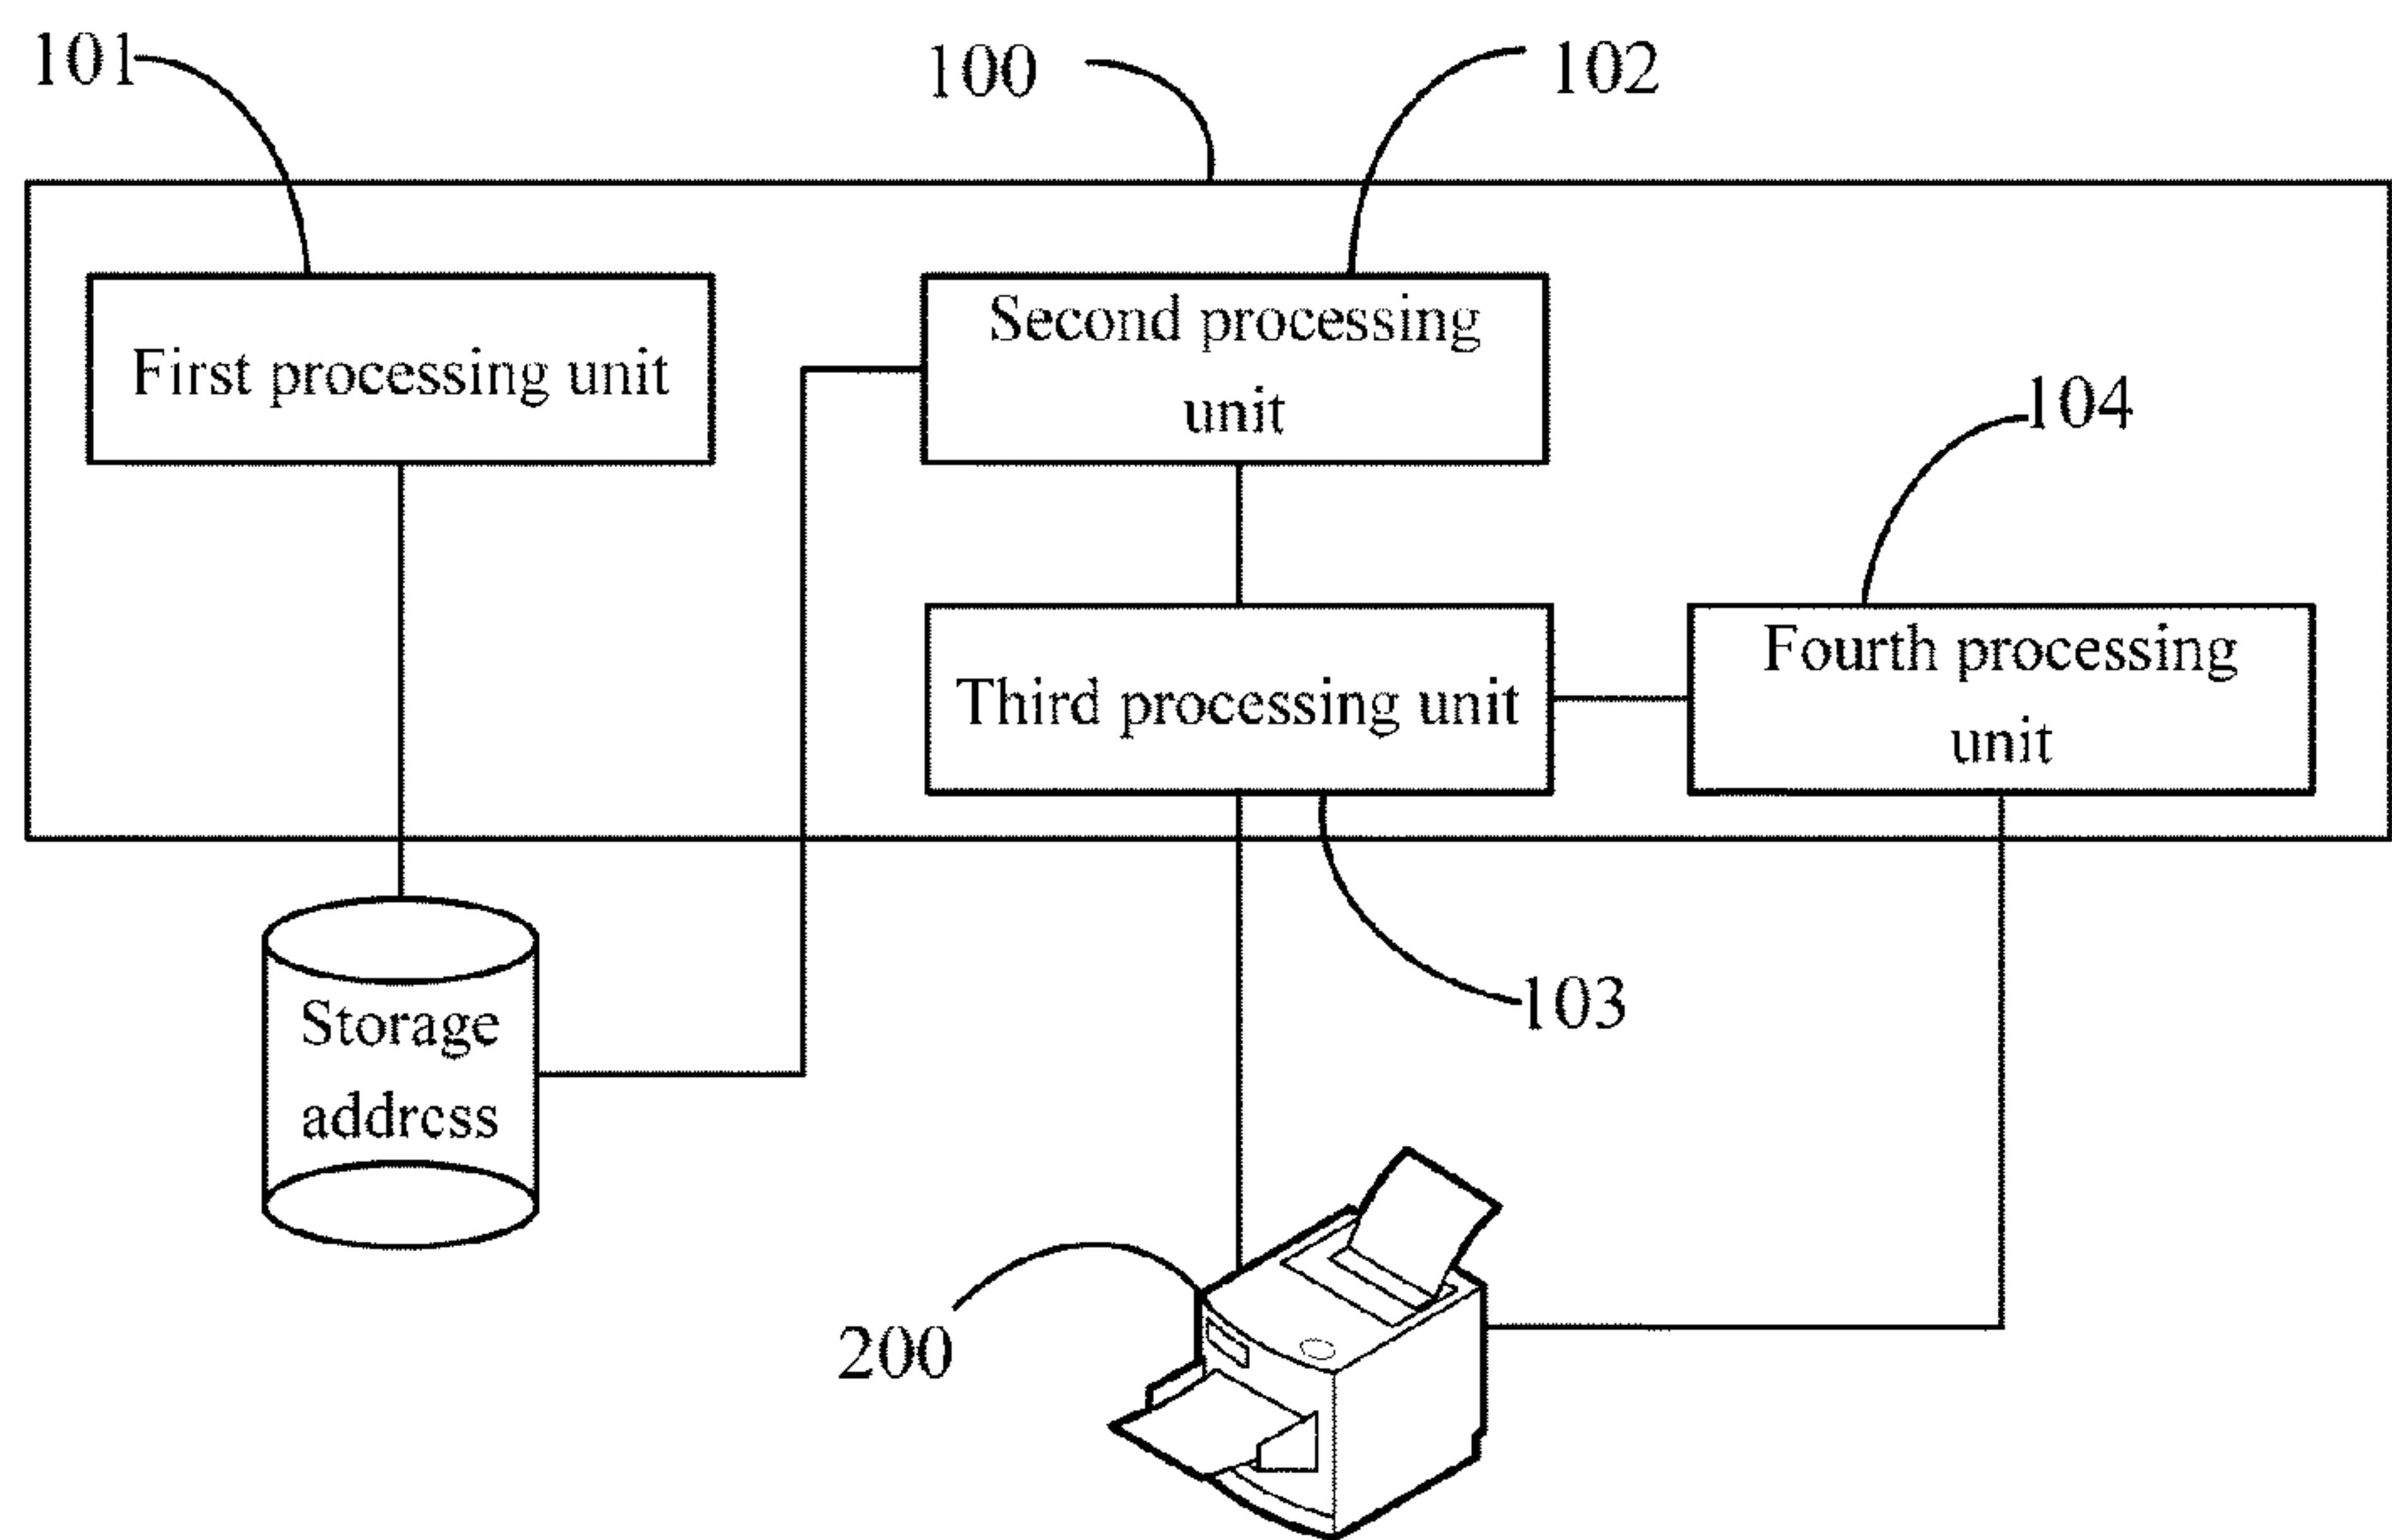 101
100
102
First processing unit
Second processing
unit
104
Third processing unit
Fourth processing
unit
103
Storage
address
200